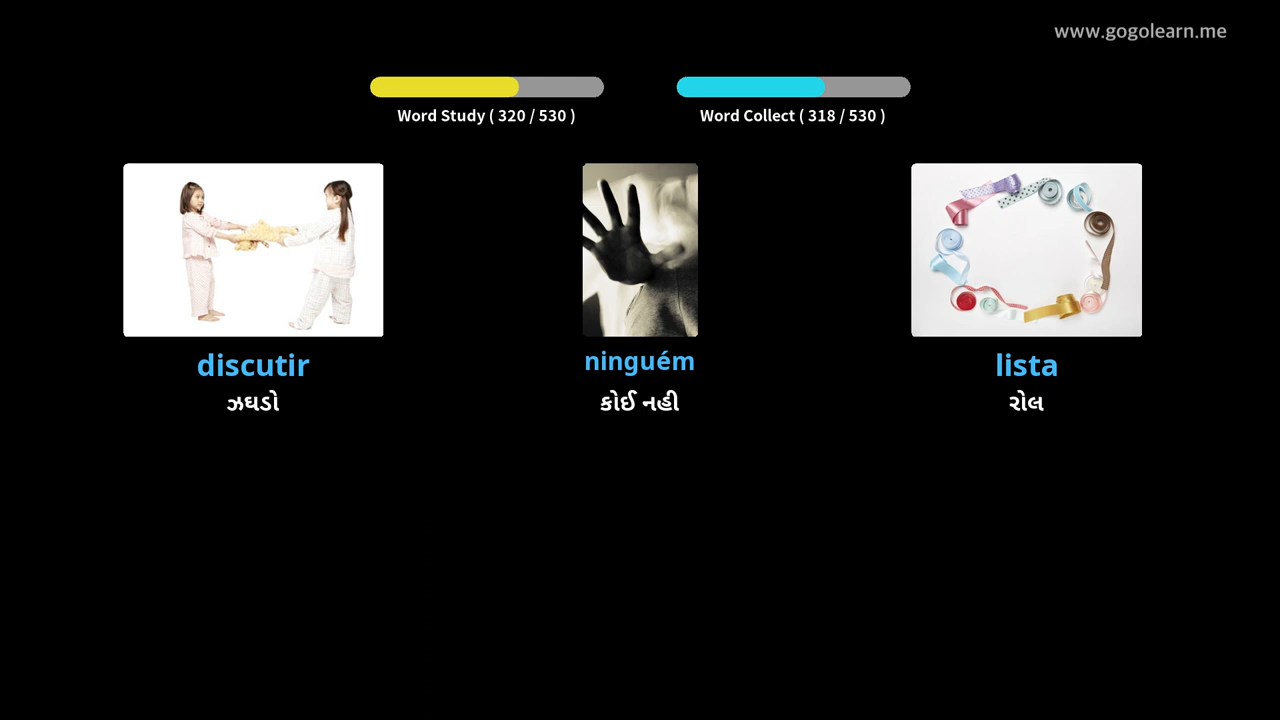 www.gogolearn.me
Word Study ( 320 / 530 )
Word Collect ( 318 / 530 )
discutir
ninguém
lista
ઝઘડો
કોઈ નહી
રોલ